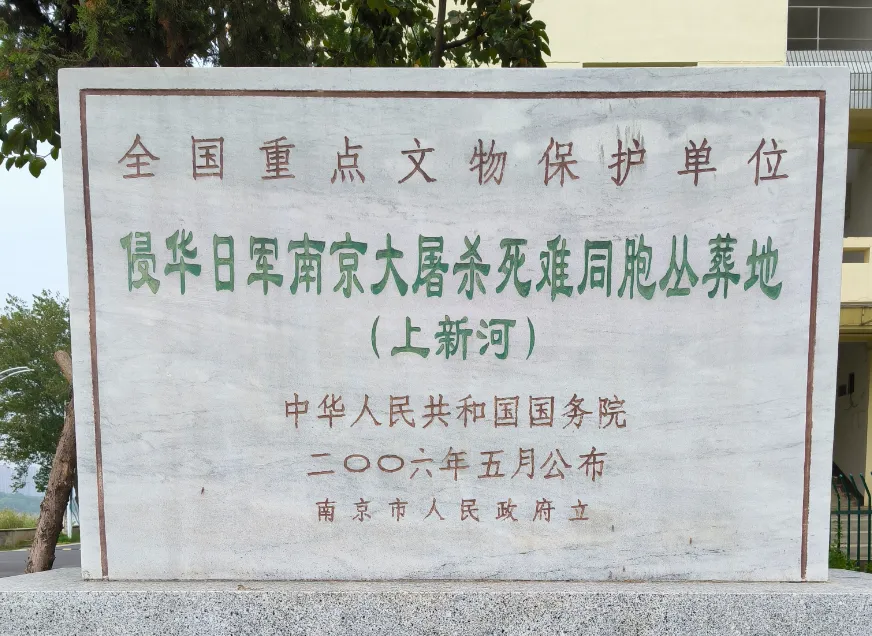 全国重点文物保护单位
侵华日军南京大屠杀死难同胞丛葬地
（上新河）
中华人民共和国国务院
二〇〇六年五月公布
南京市人民政府立